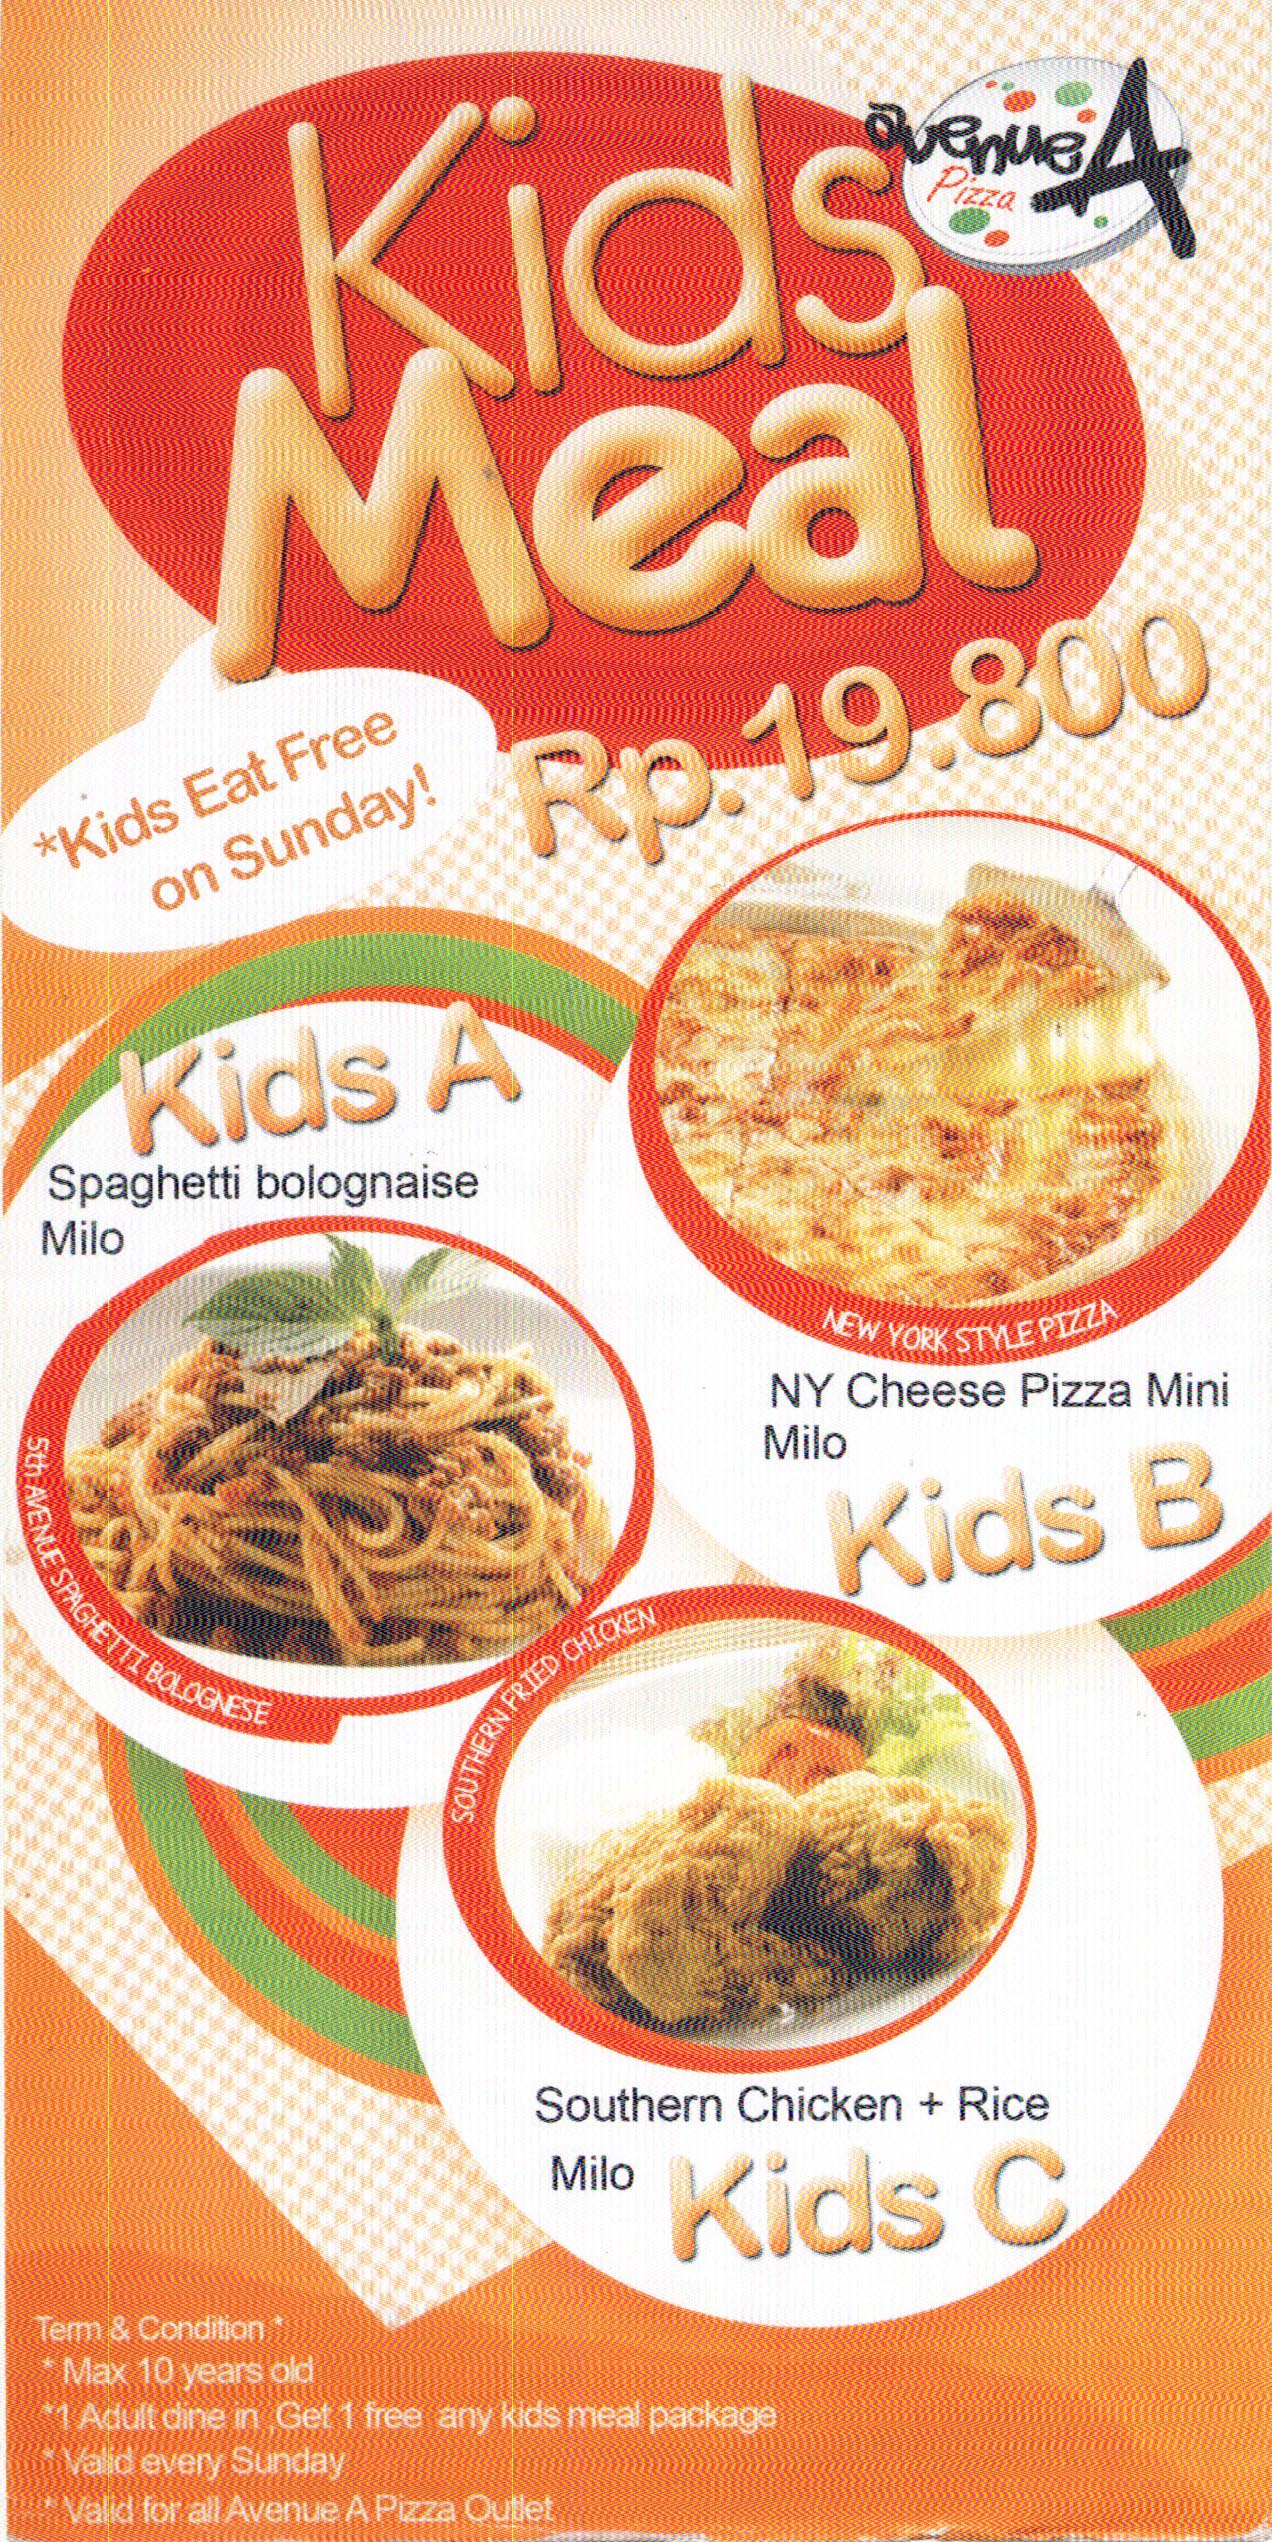 Kids
Meal
avenue A
Pizza
Rp.19.800
*Kids Eat Free
on Sunday!
Kids A
Spaghetti bolognaise
Milo
5th AVENUE SPAGHETTI BOLOGNESE
NEW YORK STYLE PIZZA
NY Cheese Pizza Mini
Milo
Kids B
SOUTHERN FRIED CHICKEN
Southern Chicken + Rice
Milo
Kids C
Term & Condition *
* Max 10 years old
*1 Adult dine in ,Get 1 free any kids meal package
* Valid every Sunday
* Valid for all Avenue A Pizza Outlet